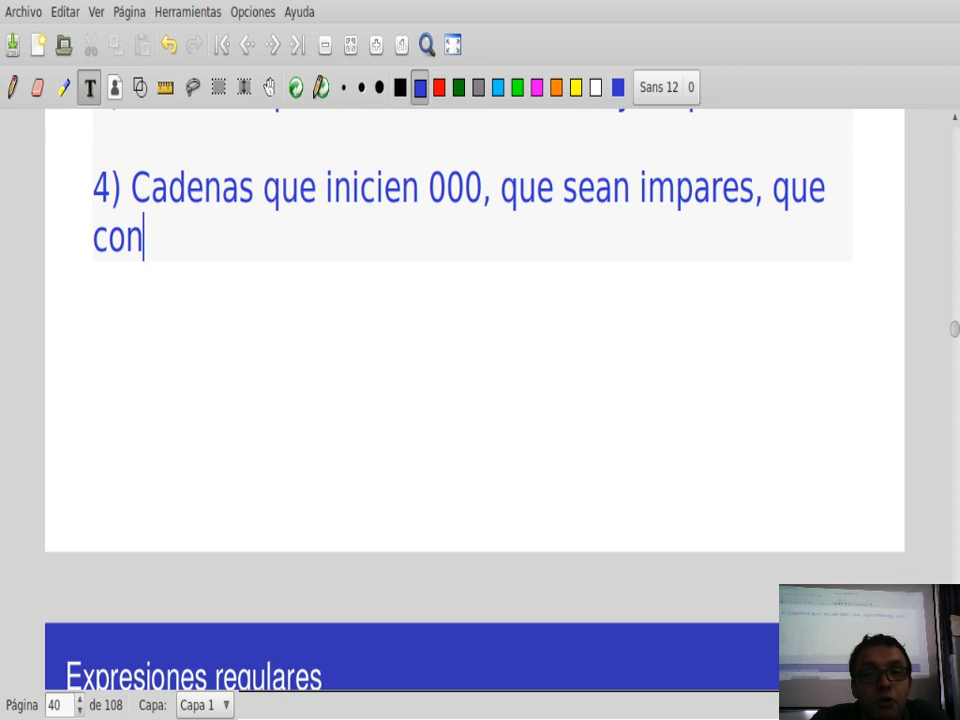 Archivo Editar Ver Página Herramientas Opciones Ayuda
T
Sans 12 0
4) Cadenas que inicien 000, que sean impares, que
con
Expresiones regulares
Página 40 de 108 Capa: Capa 1